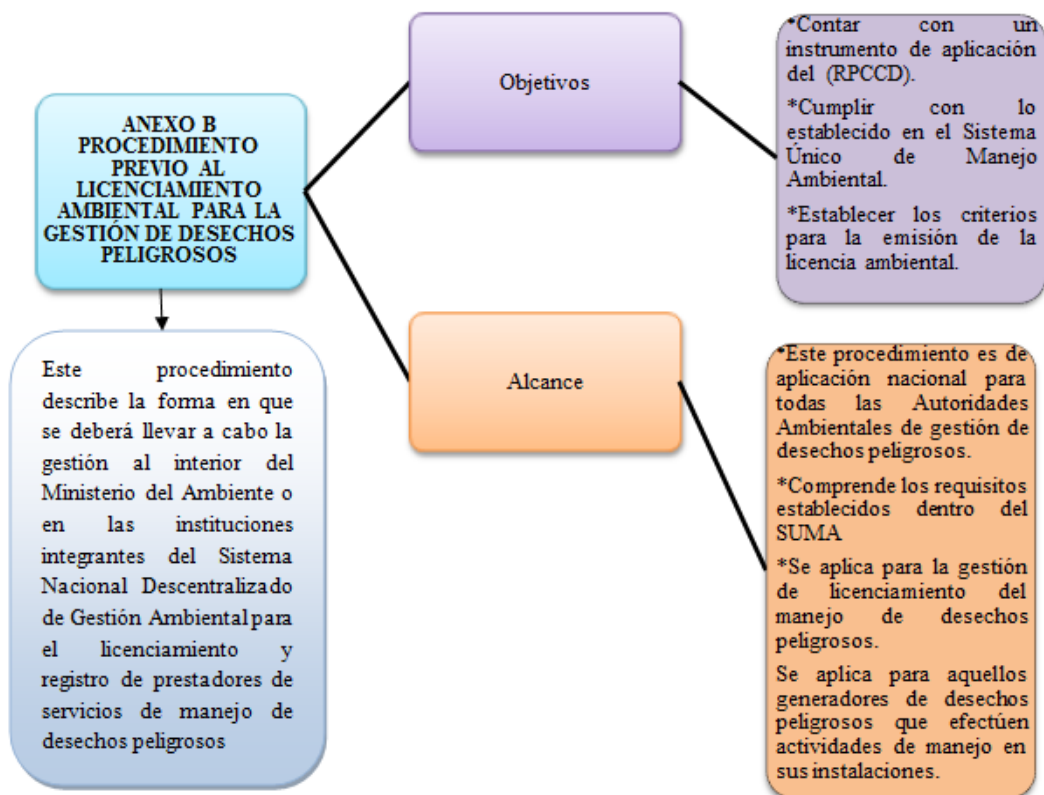 ANEXO B
PROCEDIMIENTO
PREVIO AL
LICENCIAMIENTO
AMBIENTAL PARA LA
GESTIÓN DE DESECHOS
PELIGROSOS
Este procedimiento
describe la forma en que
se deberá llevar a cabo la
gestión al interior del
Ministerio del Ambiente o
en las instituciones
integrantes del Sistema
Nacional Descentralizado
de Gestión Ambiental para
el licenciamiento y
registro de prestadores de
servicios de manejo de
desechos peligrosos
Objetivos
*Contar con un
instrumento de aplicación
del (RPCCD).
*Cumplir con lo
establecido en el Sistema
Único de Manejo
Ambiental.
*Establecer los criterios
para la emisión de la
licencia ambiental.
Alcance
*Este procedimiento es de
aplicación nacional para
todas las Autoridades
Ambientales de gestión de
desechos peligrosos.
*Comprende los requisitos
establecidos dentro del
SUMA
*Se aplica para la gestión
de licenciamiento del
manejo de desechos
peligrosos.
Se aplica para aquellos
generadores de desechos
peligrosos que efectúen
actividades de manejo en
sus instalaciones.